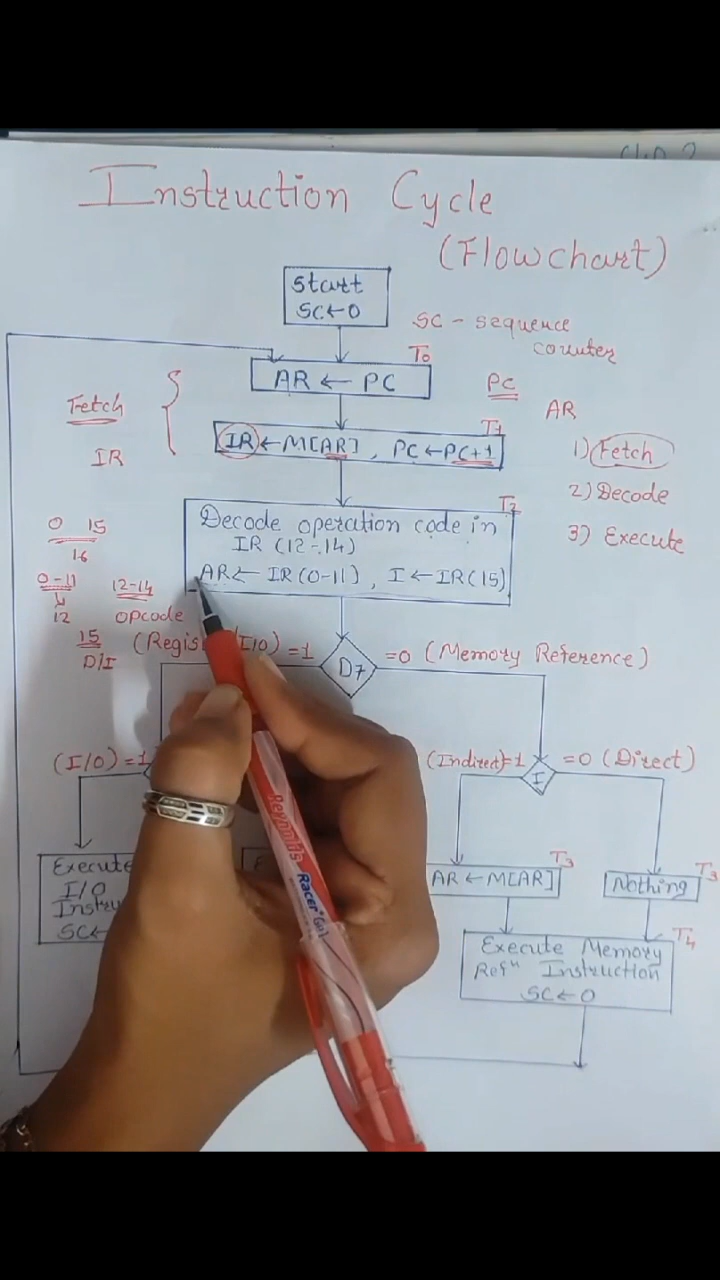 Instruction Cycle
(Flowchart)
Start
SC←0
SC - sequence
counter
T0
AR ← PC
PC
AR
Fetch
IR
T1
IR ← M[AR] , PC ← PC+1
1) Fetch
2) Decode
3) Execute
T2
Decode operation code in
IR (12-14)
AR ← IR(0-11) , I ← IR(15)
0 15
16
0-11
12
12-14
opcode
15
D/I
I/O) =1
D7
=0 (Memory Reference)
(I/O) =1
(Indirect)=1
I
=0 (Direct)
Execute
I/O
SC←
T3
AR ← M[AR]
T3
Nothing
T4
Execute Memory
Refⁿ Instruction
SC←0
Reynolds Racer Gel